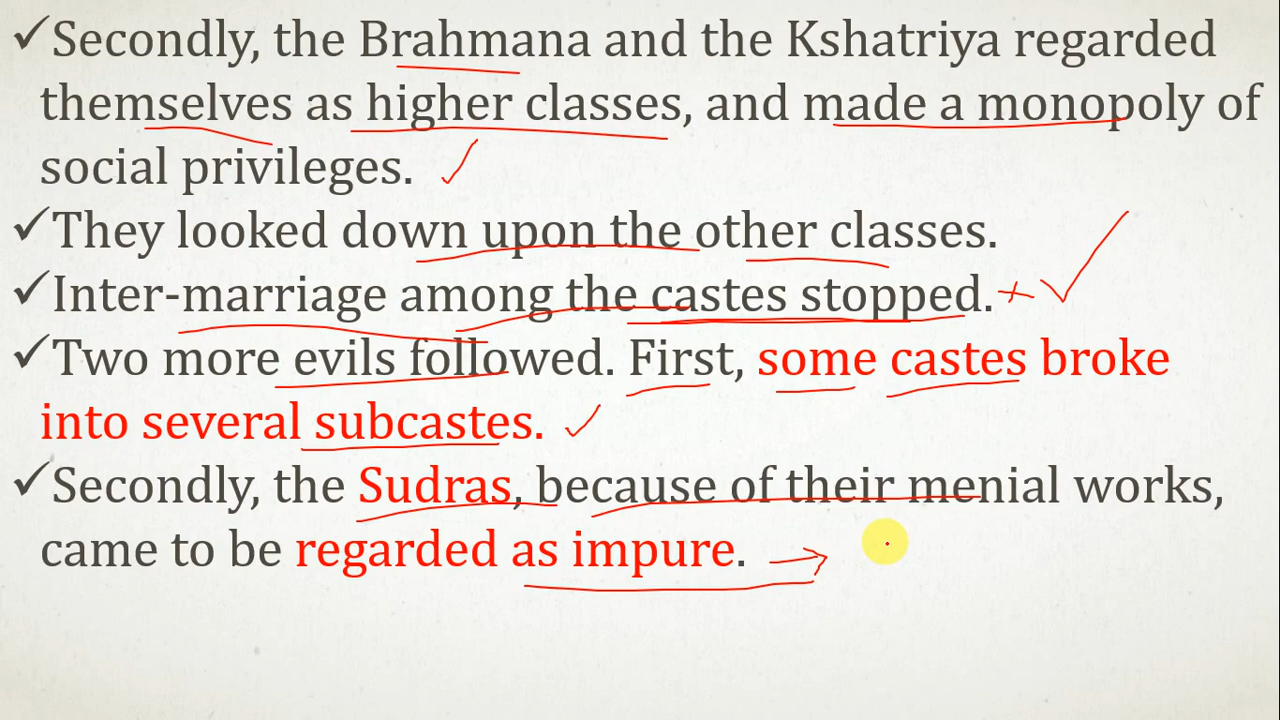 ✓Secondly, the Brahmana and the Kshatriya regarded
themselves as higher classes, and made a monopoly of
social privileges.
✓They looked down upon the other classes.
✓Inter-marriage among the castes stopped.
✓Two more evils followed. First, some castes broke
into several subcastes.
✓Secondly, the Sudras, because of their menial works,
came to be regarded as impure.